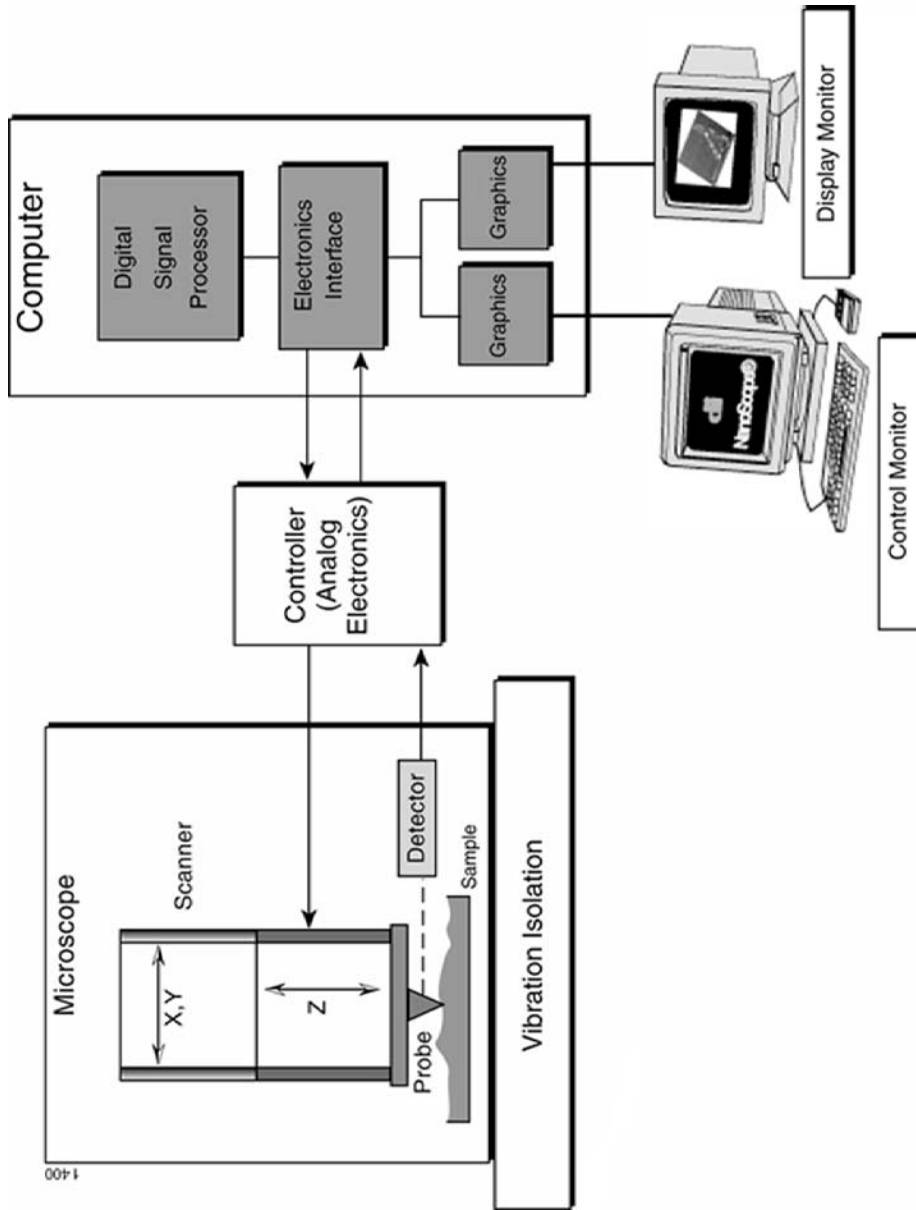 1400
Microscope
Scanner
X,Y
Z
Probe
Detector
Sample
Vibration Isolation
Controller
(Analog
Electronics)
Computer
Digital
Signal
Processor
Electronics
Interface
Graphics
Graphics
di
NanoScope®
Control Monitor
Display Monitor